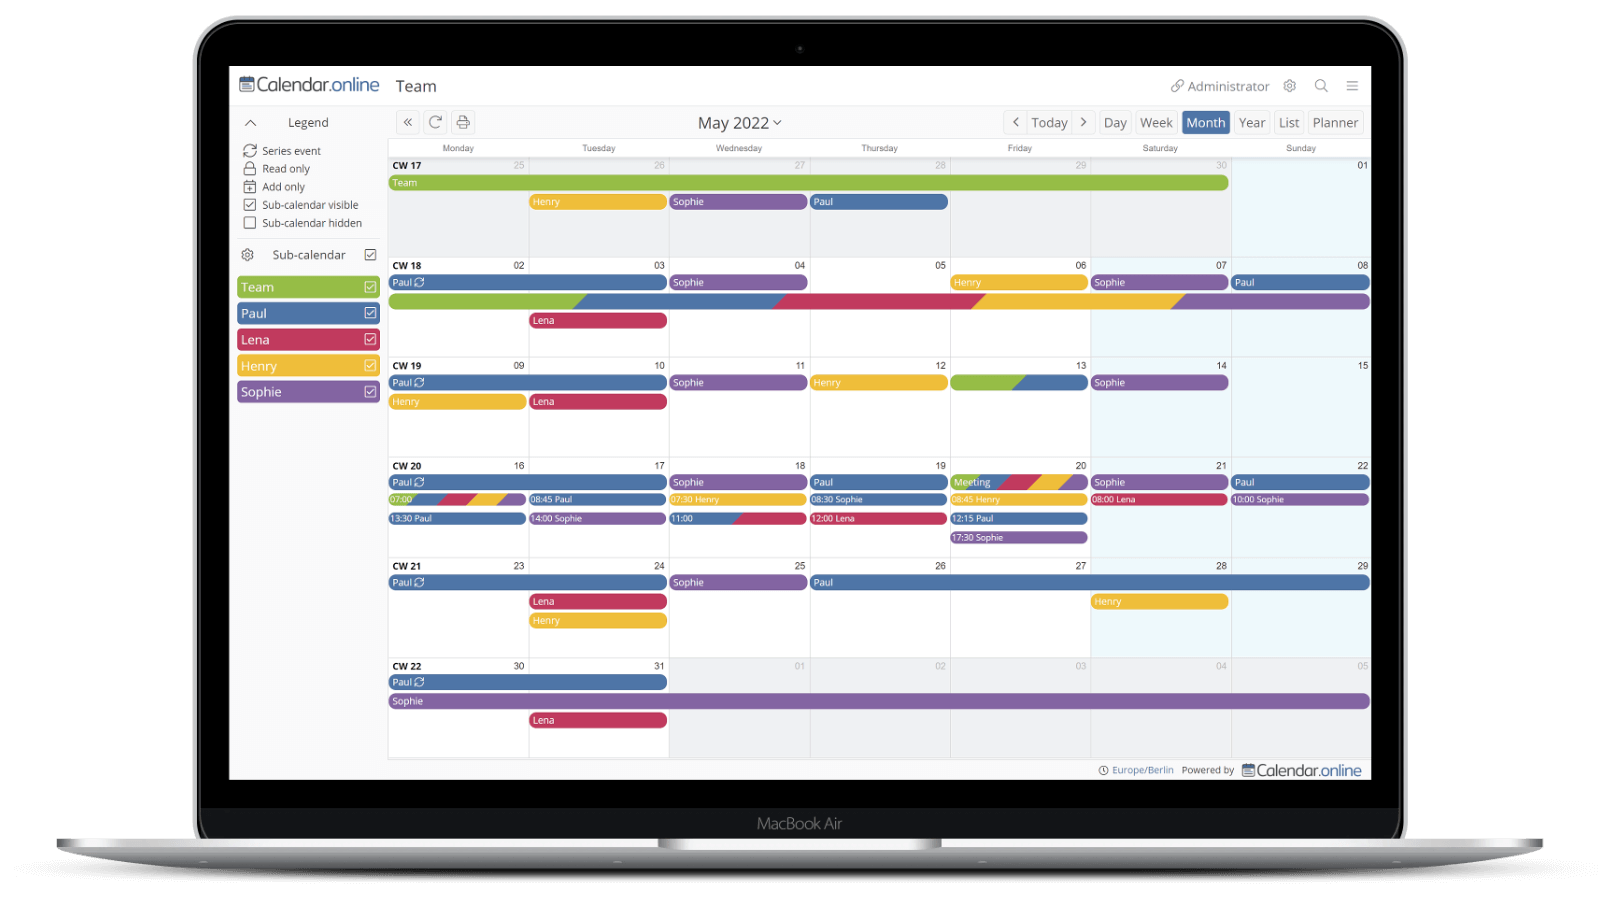 Calendar.online Team Administrator
Legend
May 2022
Today Day Week Month Year List Planner
Series event
Read only
Add only
Sub-calendar visible
Sub-calendar hidden
Sub-calendar
Team
Paul
Lena
Henry
Sophie
Monday Tuesday Wednesday Thursday Friday Saturday Sunday
CW 17 25 26 27 28 29 30 01
Team
Henry Sophie Paul
CW 18 02 03 04 05 06 07 08
Paul Sophie Henry Sophie Paul
Lena
CW 19 09 10 11 12 13 14 15
Paul Sophie Henry Sophie
Henry Lena
CW 20 16 17 18 19 20 21 22
Paul Sophie Paul Meeting Sophie Paul
07:00 08:45 Paul 07:30 Henry 08:30 Sophie 08:45 Henry 08:00 Lena 10:00 Sophie
13:30 Paul 14:00 Sophie 11:00 12:00 Lena 12:15 Paul
17:30 Sophie
CW 21 23 24 25 26 27 28 29
Paul Sophie Paul
Lena Henry
Henry
CW 22 30 31 01 02 03 04 05
Paul
Sophie
Lena
Europe/Berlin Powered by Calendar.online
MacBook Air